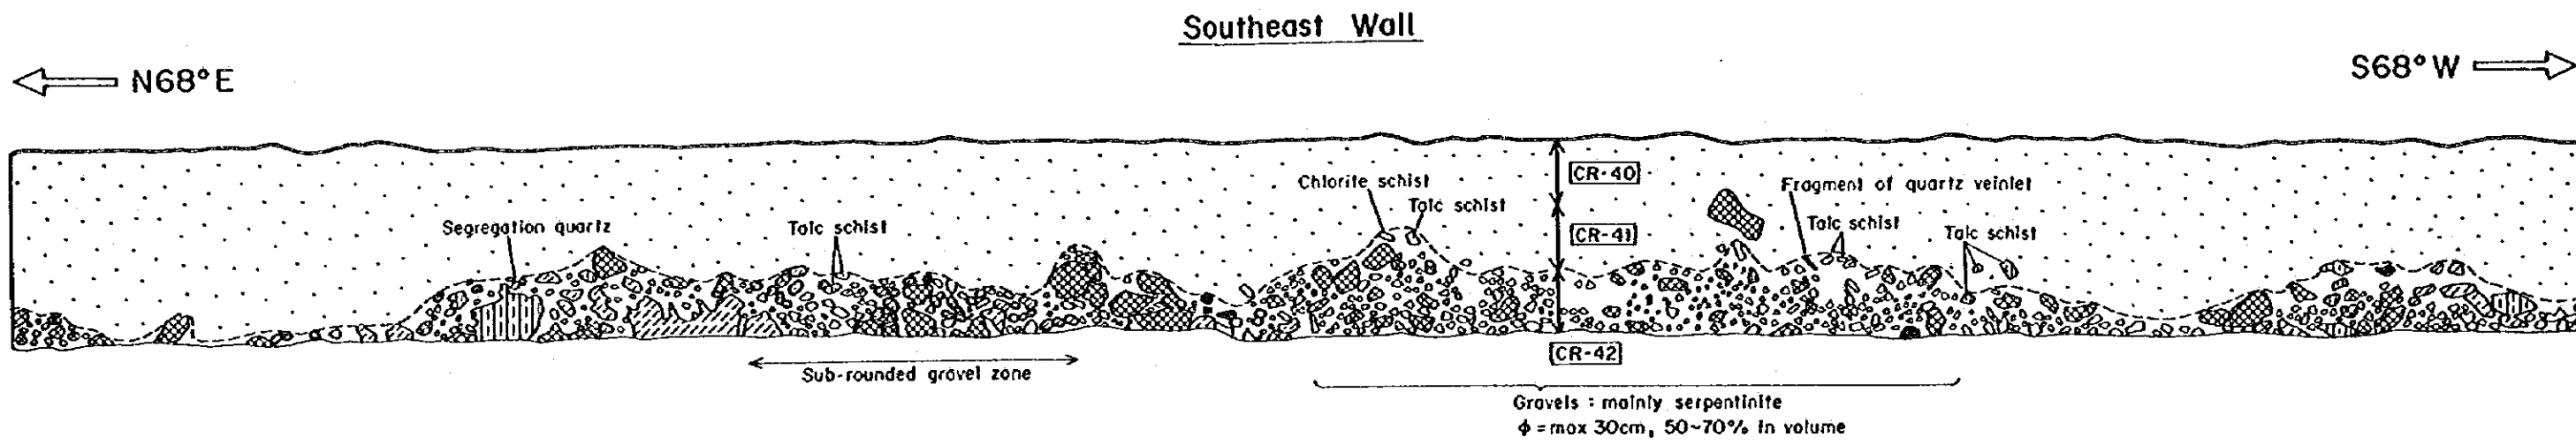 Southeast Wall
N68°E
S68°W
CR-40
Chlorite schist
Fragment of quartz veinlet
Talc schist
Segregation quartz
Talc schist
CR-41
Talc schist
Talc schist
CR-42
Sub-rounded gravel zone
Gravels : mainly serpentinite
ϕ = max 30cm, 50~70% in volume